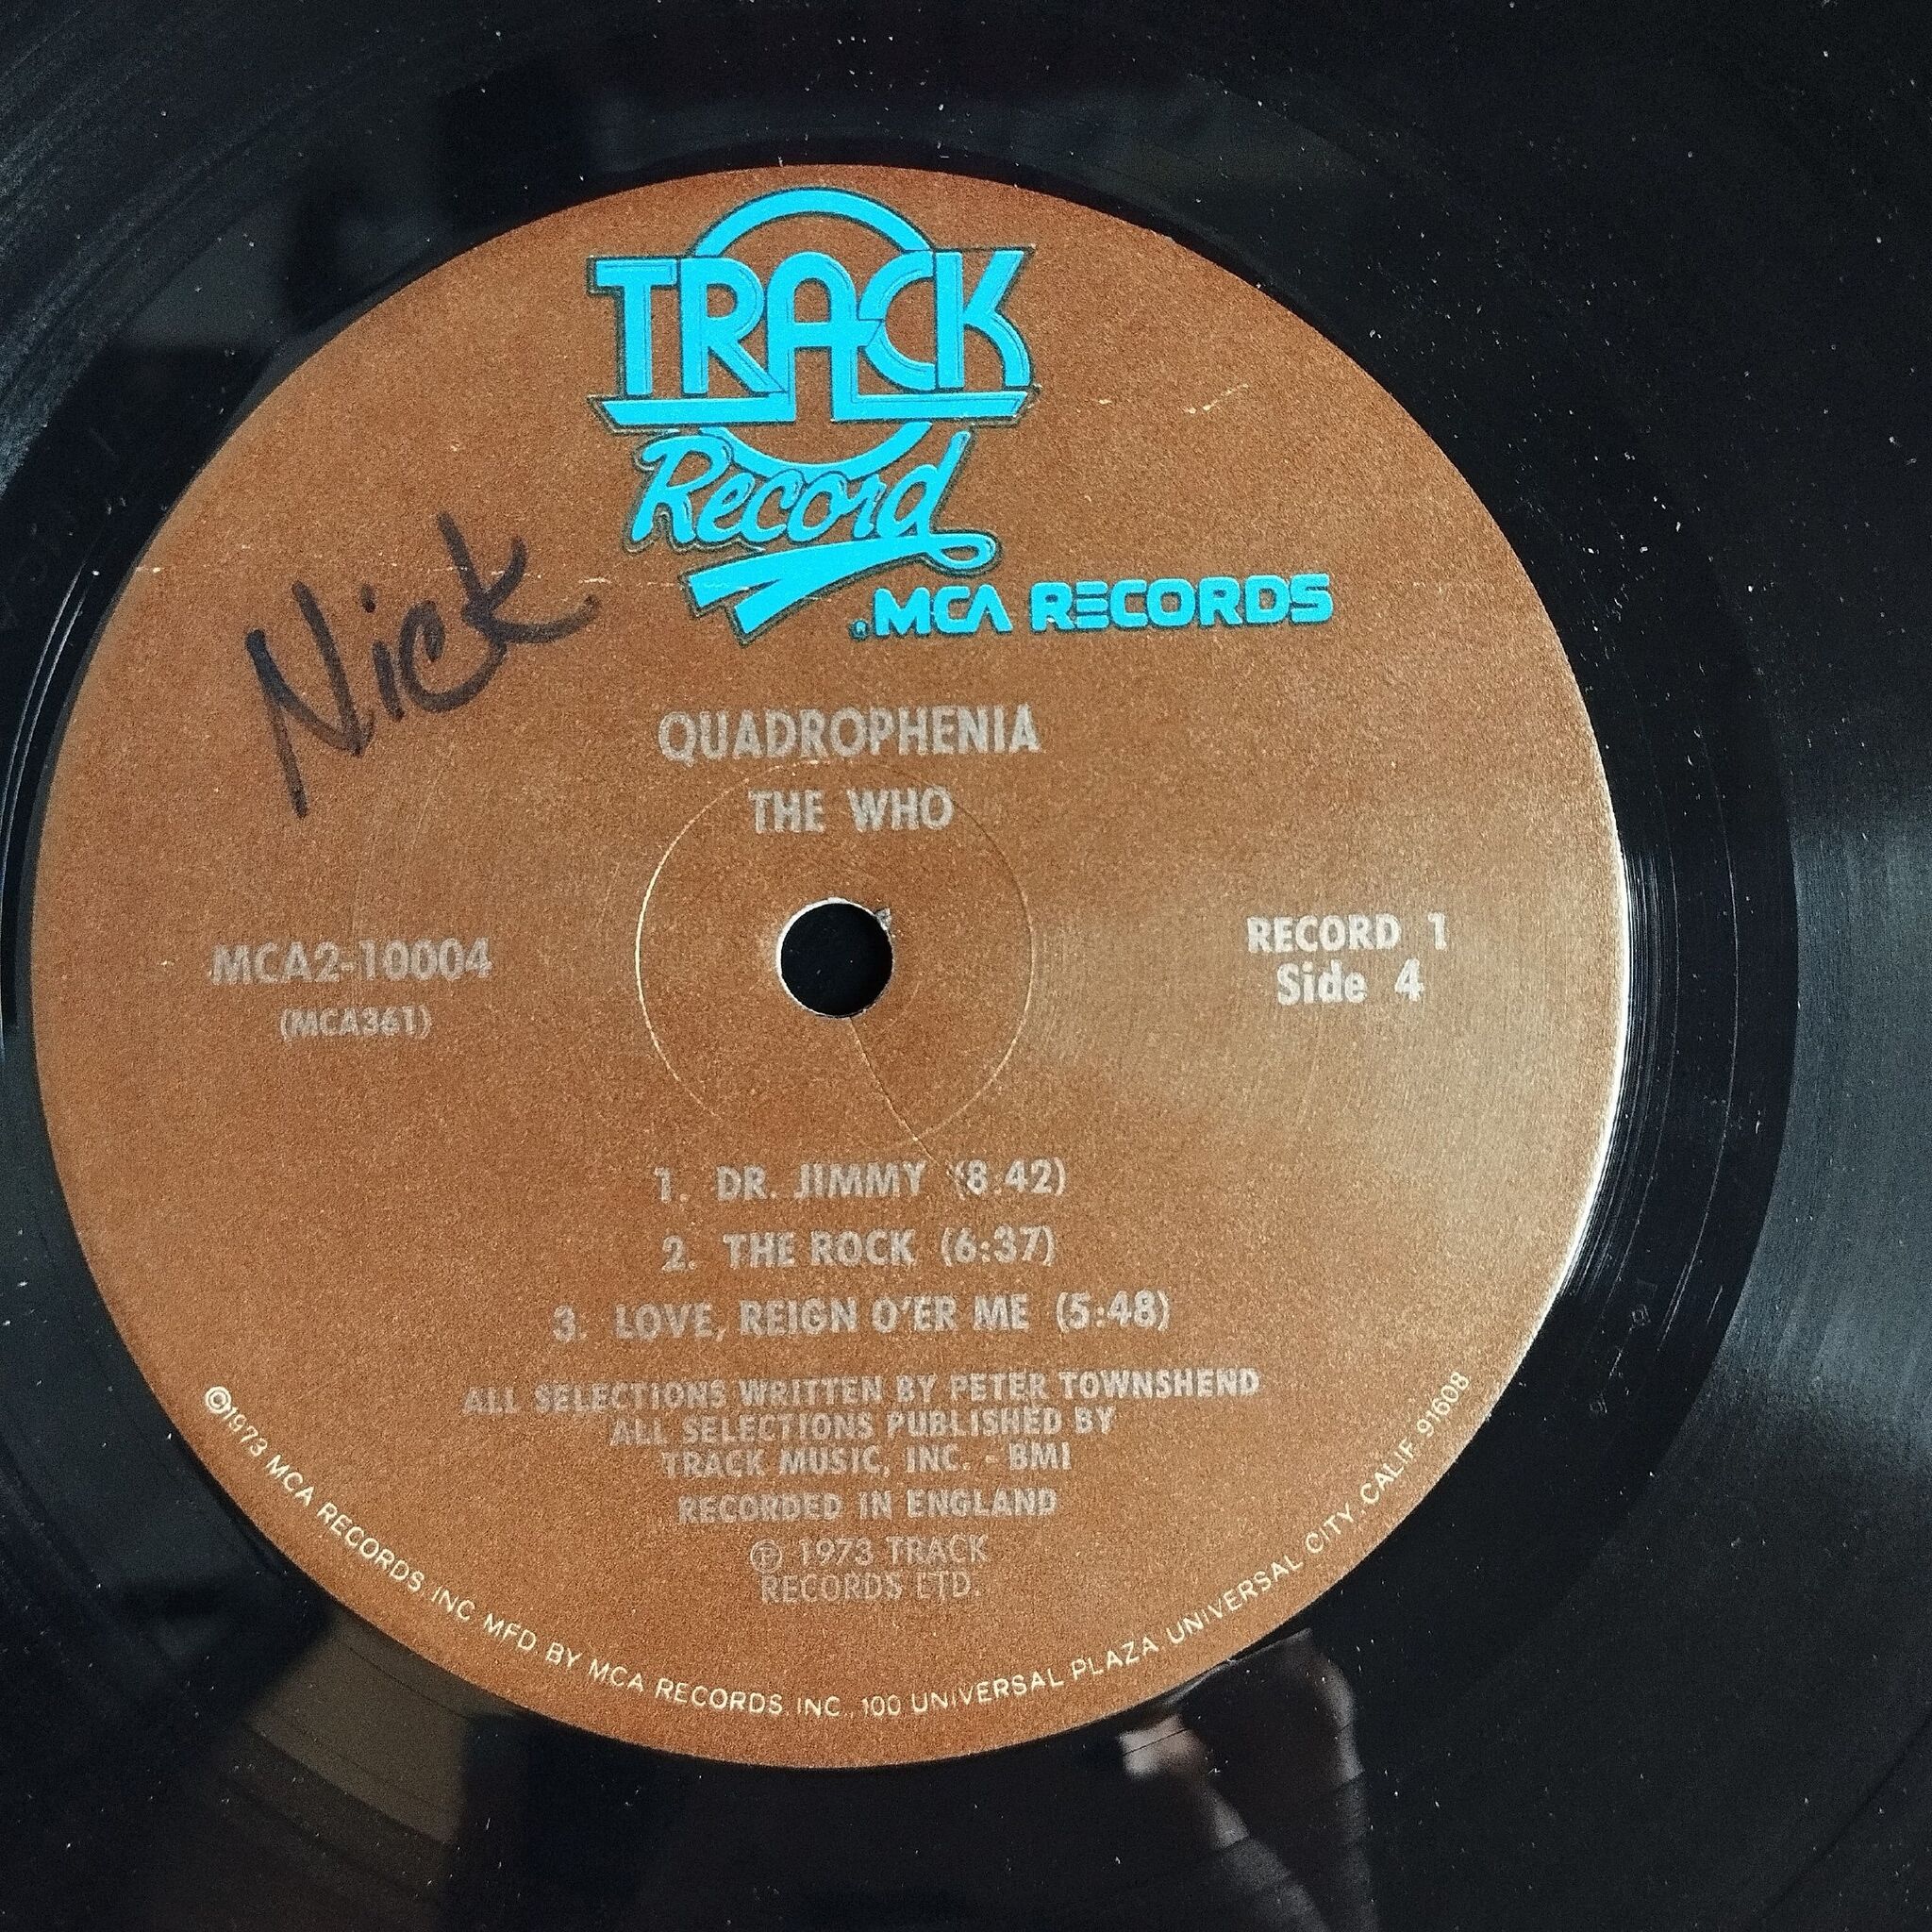 TRACK
Record
® MCA RECORDS
Nick
QUADROPHENIA
THE WHO
MCA2-10004
(MCA361)
RECORD 1
Side 4
1. DR. JIMMY (8:42)
2. THE ROCK (6:37)
3. LOVE, REIGN O'ER ME (5:48)
ALL SELECTIONS WRITTEN BY PETER TOWNSHEND
ALL SELECTIONS PUBLISHED BY
TRACK MUSIC, INC. - BMI
RECORDED IN ENGLAND
℗ 1973 TRACK
RECORDS LTD.
©1973 MCA RECORDS, INC. MFD. BY MCA RECORDS, INC., 100 UNIVERSAL PLAZA, UNIVERSAL CITY, CALIF. 91608